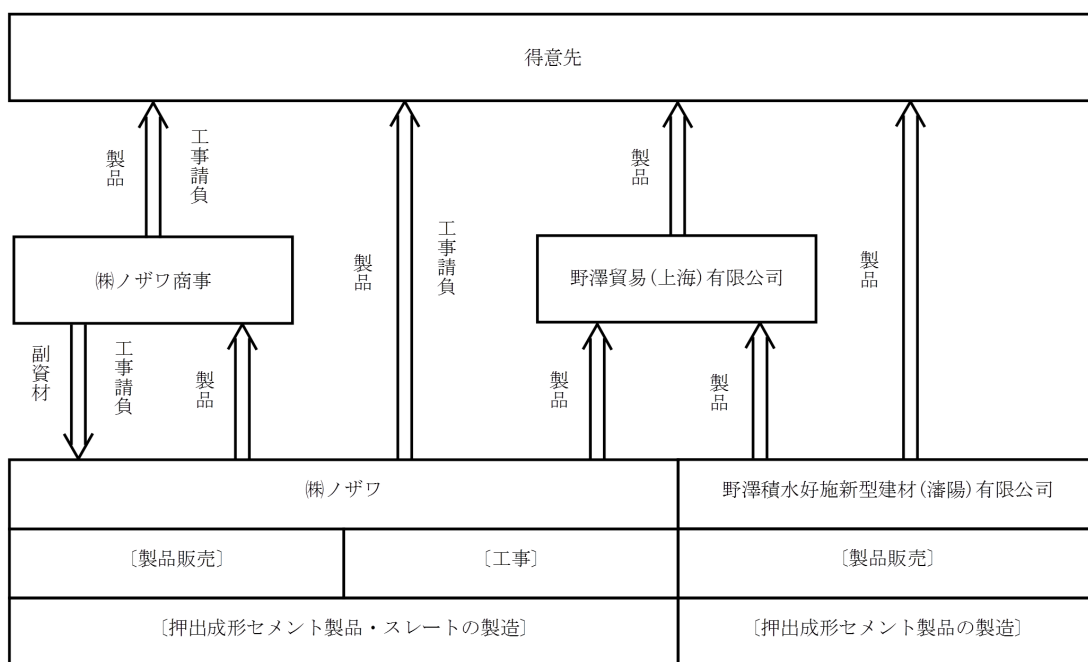 得意先
製品
工事請負
製品
工事請負
製品
製品
㈱ノザワ商事
野澤貿易(上海)有限公司
副資材
工事請負
製品
製品
製品
㈱ノザワ
野澤積水好施新型建材(瀋陽)有限公司
〔製品販売〕
〔工事〕
〔製品販売〕
〔押出成形セメント製品・スレートの製造〕
〔押出成形セメント製品の製造〕